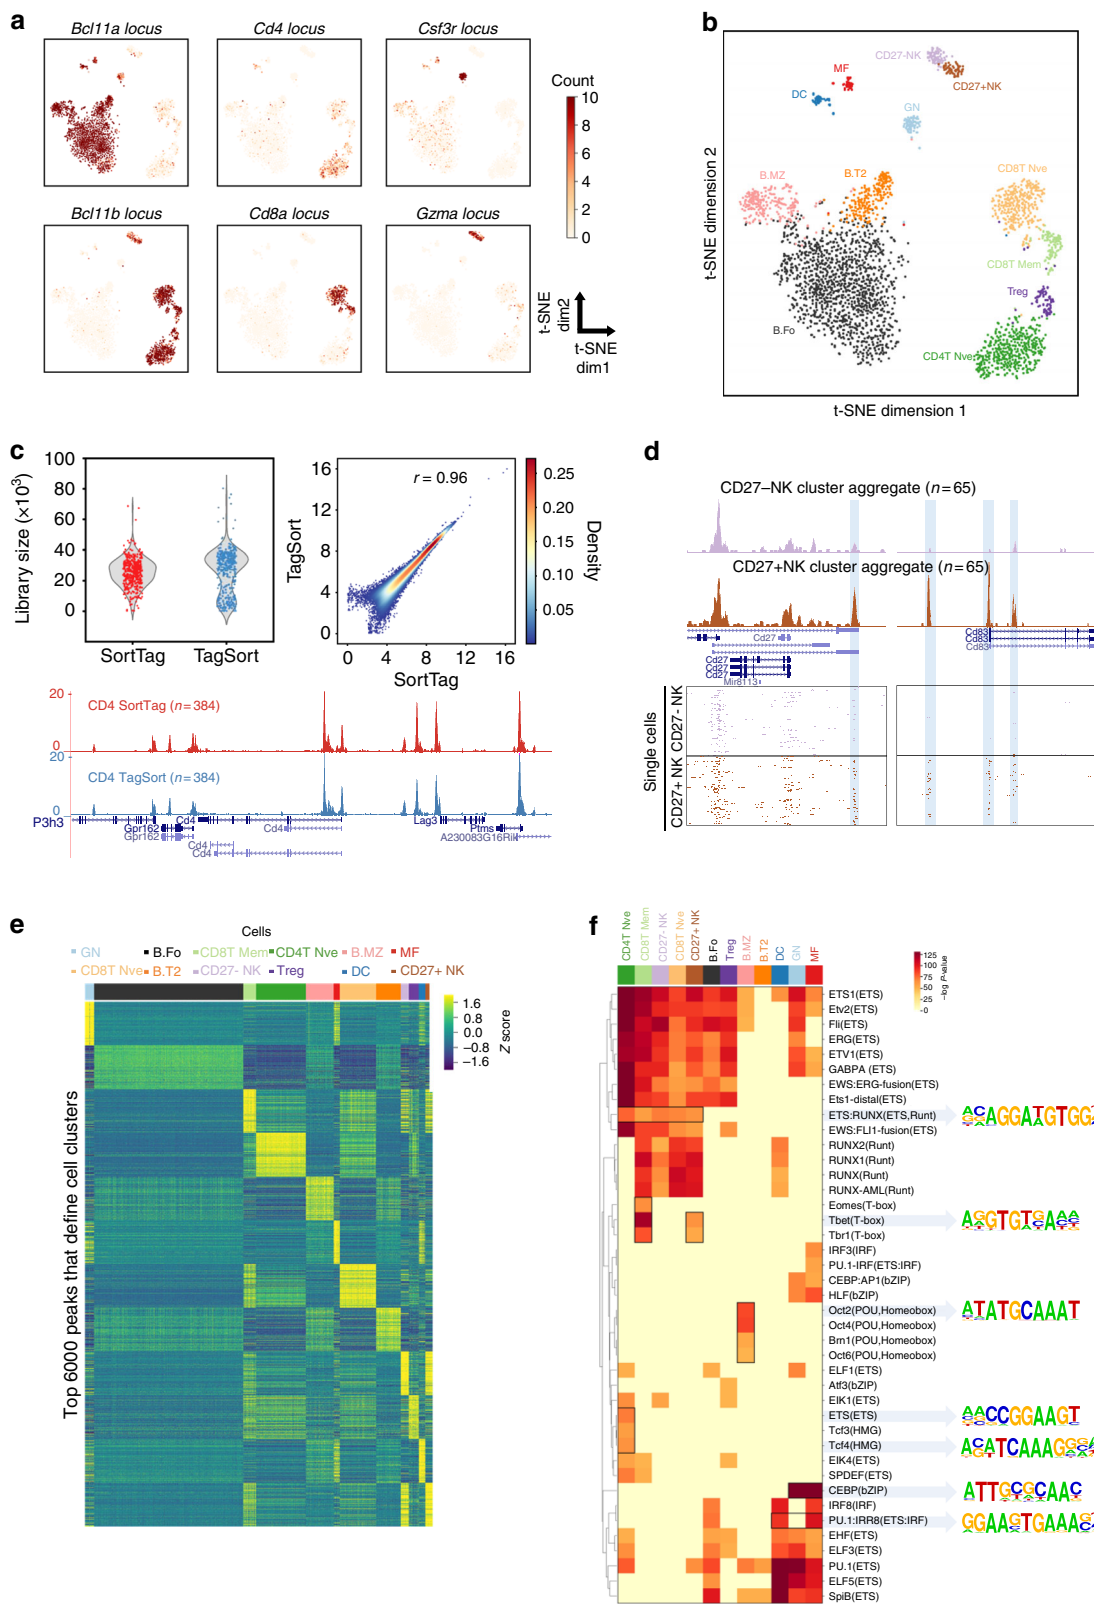 a
Bcl11a locus
Cd4 locus
Csf3r locus
Count
10
8
6
4
2
0
Bcl11b locus
Cd8a locus
Gzma locus
t-SNE
dim2
t-SNE
dim1
b
CD27-NK
CD27+NK
MF
DC
GN
B.MZ
B.T2
CD8T Nve
CD8T Mem
Treg
B.Fo
CD4T Nve
t-SNE dimension 2
t-SNE dimension 1
c
Library size (×10³)
100
80
60
40
20
0
SortTag
TagSort
TagSort
16
12
8
4
0
r = 0.96
0
4
8
12
16
SortTag
0.25
0.20
0.15
0.10
0.05
Density
20
CD4 SortTag (n=384)
0
20
CD4 TagSort (n=384)
0
P3h3
Gpr162
Gpr162
Cd4
Cd4
Cd4
Cd4
Lag3
Ptms
A230083G16Rik
d
CD27–NK cluster aggregate (n=65)
CD27+NK cluster aggregate (n=65)
Cd27
Cd27
Cd27
Cd27
Mir8113
Cd83
Cd83
Cd83
Single cells
CD27+ NK CD27- NK
e
Cells
GN B.Fo CD8T Mem CD4T Nve B.MZ MF
CD8T Nve B.T2 CD27- NK Treg DC CD27+ NK
Top 6000 peaks that define cell clusters
1.6
0.8
0.0
−0.8
−1.6
Z score
f
CD4T Nve
CD8T Mem
CD27- NK
CD8T Nve
CD27+ NK
B.Fo
Treg
B.MZ
B.T2
DC
GN
MF
125
100
75
50
25
0
−log P-value
ETS1(ETS)
Etv2(ETS)
Fli(ETS)
ERG(ETS)
ETV1(ETS)
GABPA (ETS)
EWS:ERG-fusion(ETS)
Ets1-distal(ETS)
ETS:RUNX(ETS,Runt)
EWS:FLI1-fusion(ETS)
RUNX2(Runt)
RUNX1(Runt)
RUNX(Runt)
RUNX-AML(Runt)
Eomes(T-box)
Tbet(T-box)
Tbr1(T-box)
IRF3(IRF)
PU.1-IRF(ETS:IRF)
CEBP:AP1(bZIP)
HLF(bZIP)
Oct2(POU,Homeobox)
Oct4(POU,Homeobox)
Brn1(POU,Homeobox)
Oct6(POU,Homeobox)
ELF1(ETS)
Atf3(bZIP)
EIK1(ETS)
ETS(ETS)
Tcf3(HMG)
Tcf4(HMG)
EIK4(ETS)
SPDEF(ETS)
CEBP(bZIP)
IRF8(IRF)
PU.1:IRR8(ETS:IRF)
EHF(ETS)
ELF3(ETS)
PU.1(ETS)
ELF5(ETS)
SpiB(ETS)